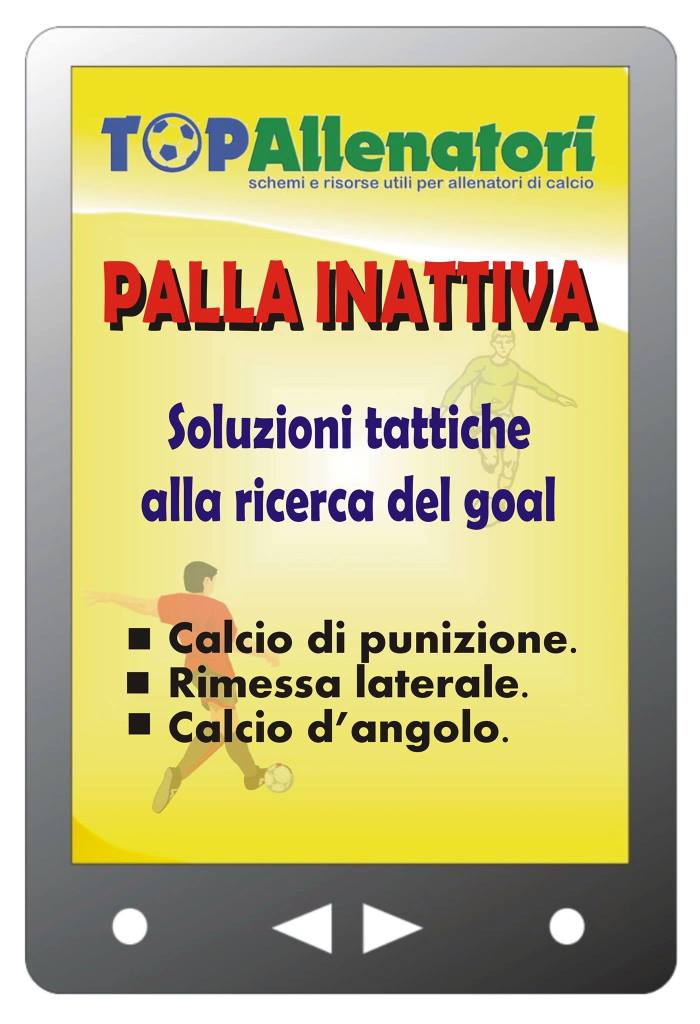 TOPAllenatori
schemi e risorse utili per allenatori di calcio
PALLA INATTIVA
Soluzioni tattiche
alla ricerca del goal
■ Calcio di punizione.
■ Rimessa laterale.
■ Calcio d'angolo.